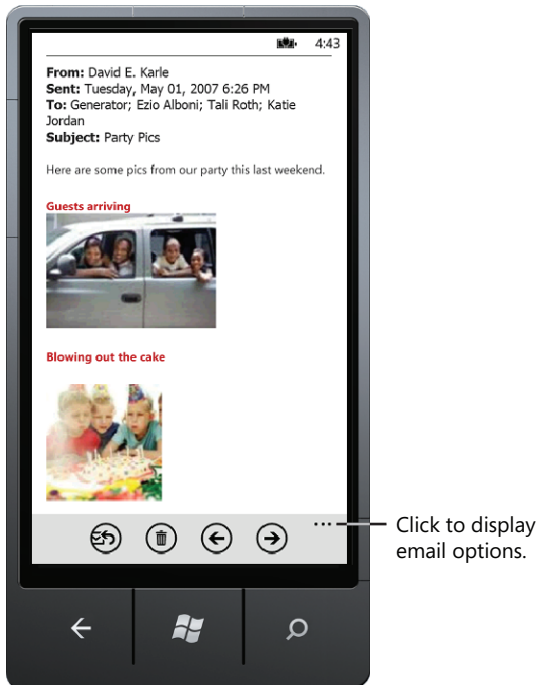 4:43
From: David E. Karle
Sent: Tuesday, May 01, 2007 6:26 PM
To: Generator; Ezio Alboni; Tali Roth; Katie
Jordan
Subject: Party Pics
Here are some pics from our party this last weekend.
Guests arriving
Blowing out the cake
Click to display
email options.